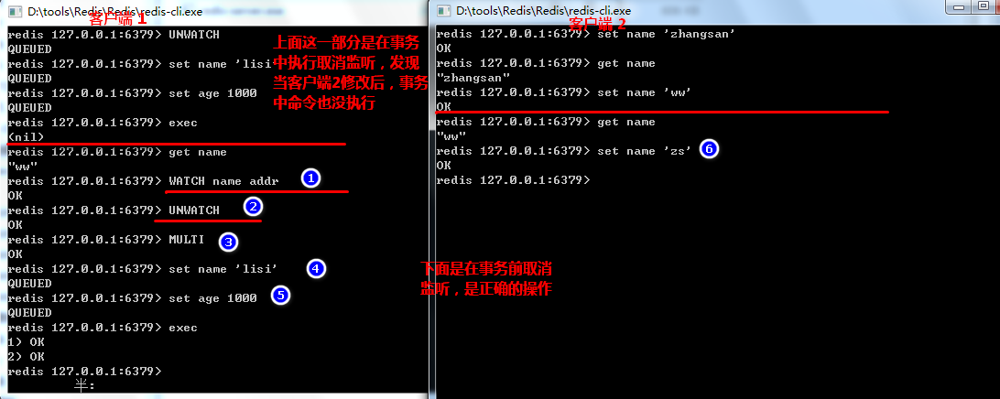 D:\tools\Redis\Redis\redis-cli.exe
客户端 1
redis 127.0.0.1:6379> UNWATCH
QUEUED
redis 127.0.0.1:6379> set name 'lisi'
QUEUED
redis 127.0.0.1:6379> set age 1000
QUEUED
redis 127.0.0.1:6379> exec
(nil)
redis 127.0.0.1:6379> get name
"ww"
redis 127.0.0.1:6379> WATCH name addr 1
OK
redis 127.0.0.1:6379> UNWATCH 2
OK
redis 127.0.0.1:6379> MULTI 3
OK
redis 127.0.0.1:6379> set name 'lisi' 4
QUEUED
redis 127.0.0.1:6379> set age 1000 5
QUEUED
redis 127.0.0.1:6379> exec
1) OK
2) OK
redis 127.0.0.1:6379>
半:
上面这一部分是在事务
中执行取消监听，发现
当客户端2修改后，事务
中命令也没执行
D:\tools\Redis\Redis\redis-cli.exe
客户端 2
redis 127.0.0.1:6379> set name 'zhangsan'
OK
redis 127.0.0.1:6379> get name
"zhangsan"
redis 127.0.0.1:6379> set name 'ww'
OK
redis 127.0.0.1:6379> get name
"ww"
redis 127.0.0.1:6379> set name 'zs' 6
OK
redis 127.0.0.1:6379>
下面是在事务前取消
监听，是正确的操作